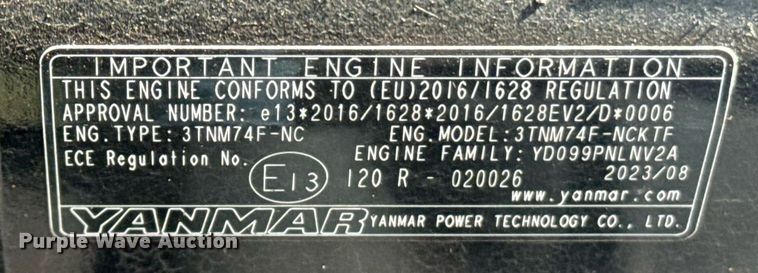 IMPORTANT ENGINE INFORMATION
THIS ENGINE CONFORMS TO (EU)2016/1628 REGULATION
APPROVAL NUMBER: e13*2016/1628*2016/1628EV2/D*0006
ENG.TYPE: 3TNM74F-NC ENG.MODEL: 3TNM74F-NCKTF
ECE Regulation No. ENGINE FAMILY: YD099PNLNV2A
E13 120 R - 020026 2023/08
www.yanmar.com
YANMAR YANMAR POWER TECHNOLOGY CO., LTD.
Purple Wave Auction